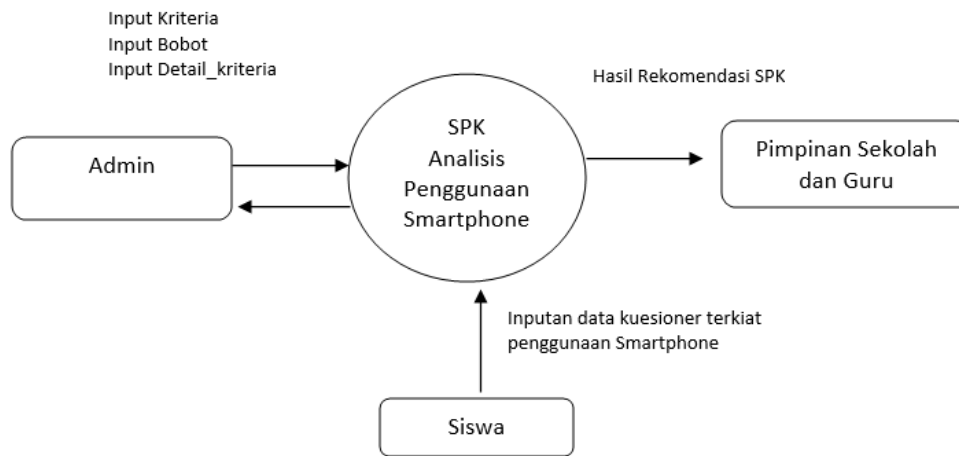 Input Kriteria
Input Bobot
Input Detail_kriteria
Hasil Rekomendasi SPK
Admin
SPK
Analisis
Penggunaan
Smartphone
Pimpinan Sekolah
dan Guru
Inputan data kuesioner terkiat
penggunaan Smartphone
Siswa